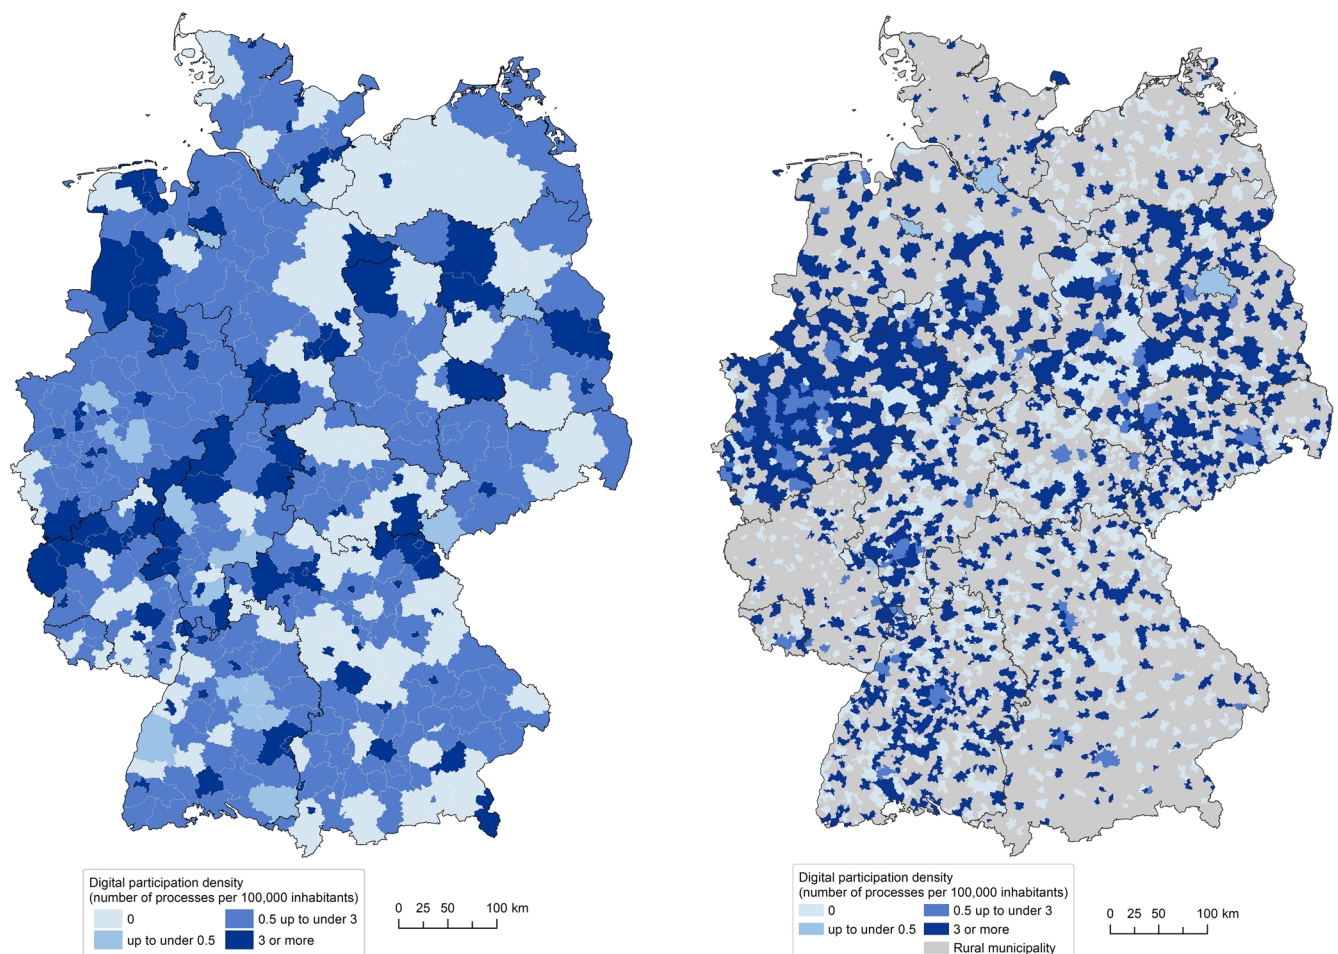 Digital participation density
(number of processes per 100,000 inhabitants)
0
0.5 up to under 3
up to under 0.5
3 or more
0 25 50 100 km
Digital participation density
(number of processes per 100,000 inhabitants)
0
0.5 up to under 3
up to under 0.5
3 or more
Rural municipality
0 25 50 100 km